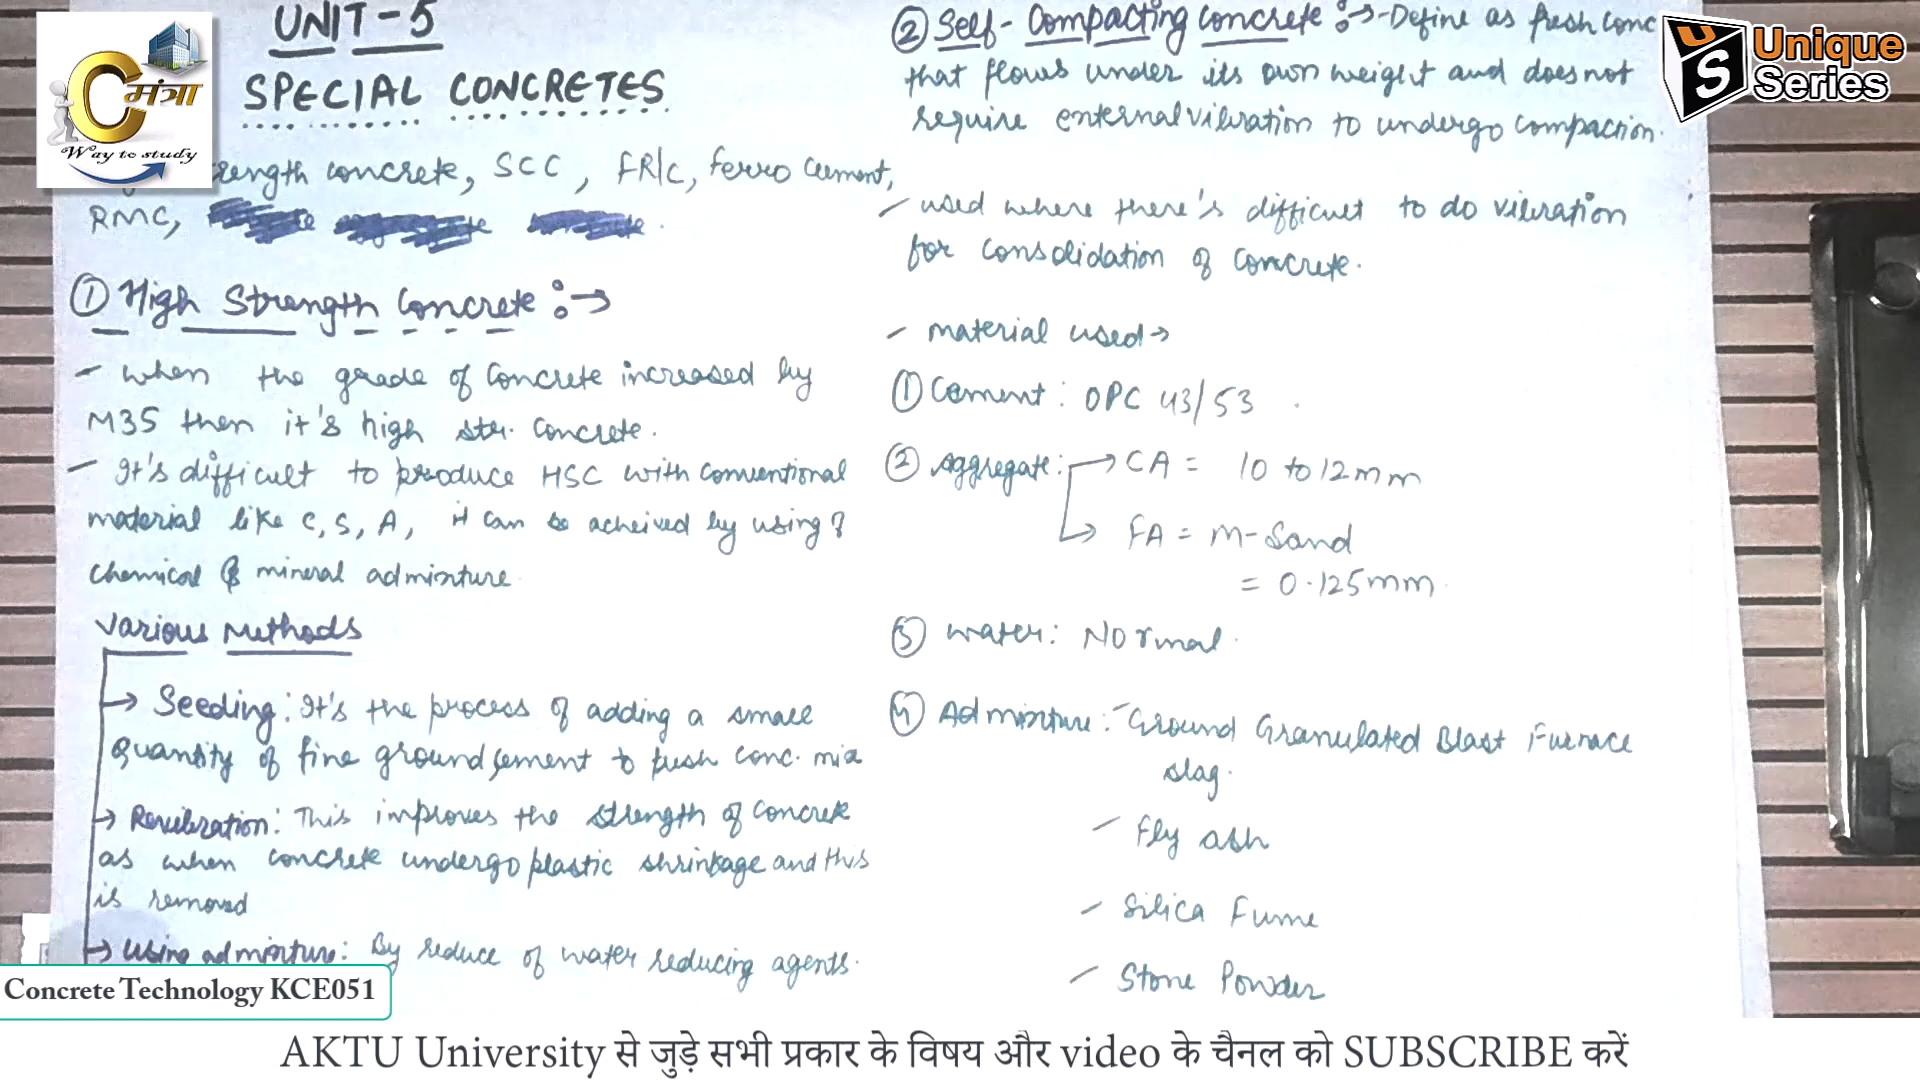 UNIT-5
SPECIAL CONCRETES
C मंत्रा
Way to study
rength concrete, SCC, FR/C, ferro Cement,
RMC,
① High Strength Concrete :→
- When the grade of Concrete increased by
M35 then it's high str. Concrete.
- It's difficult to produce HSC with conventional
material like C, S, A, it can be acheived by using
Chemical & mineral admixture
Various Methods
→ Seeding: It's the process of adding a small
quantity of fine ground cement to fresh conc. mix
→ Revibration: This improves the strength of concrete
as when concrete undergo plastic shrinkage and this
is removed
→ Using admixture: By reduce of water reducing agents.
② Self-Compacting Concrete :→ Define as fresh conc
that flows under its own weight and does not
require external vibration to undergo compaction.
- used where there's difficult to do vibration
for consolidation of concrete.
- material used →
① Cement: OPC 43/53
② Aggregate: → CA = 10 to 12mm
→ FA = M-Sand
= 0.125mm
③ water: Normal
④ Admixture: - Ground Granulated Blast Furnace
slag.
- Fly ash
- Silica Fume
- Stone Powder
US Unique
Series
Concrete Technology KCE051
AKTU University से जुड़े सभी प्रकार के विषय और video के चैनल को SUBSCRIBE करें